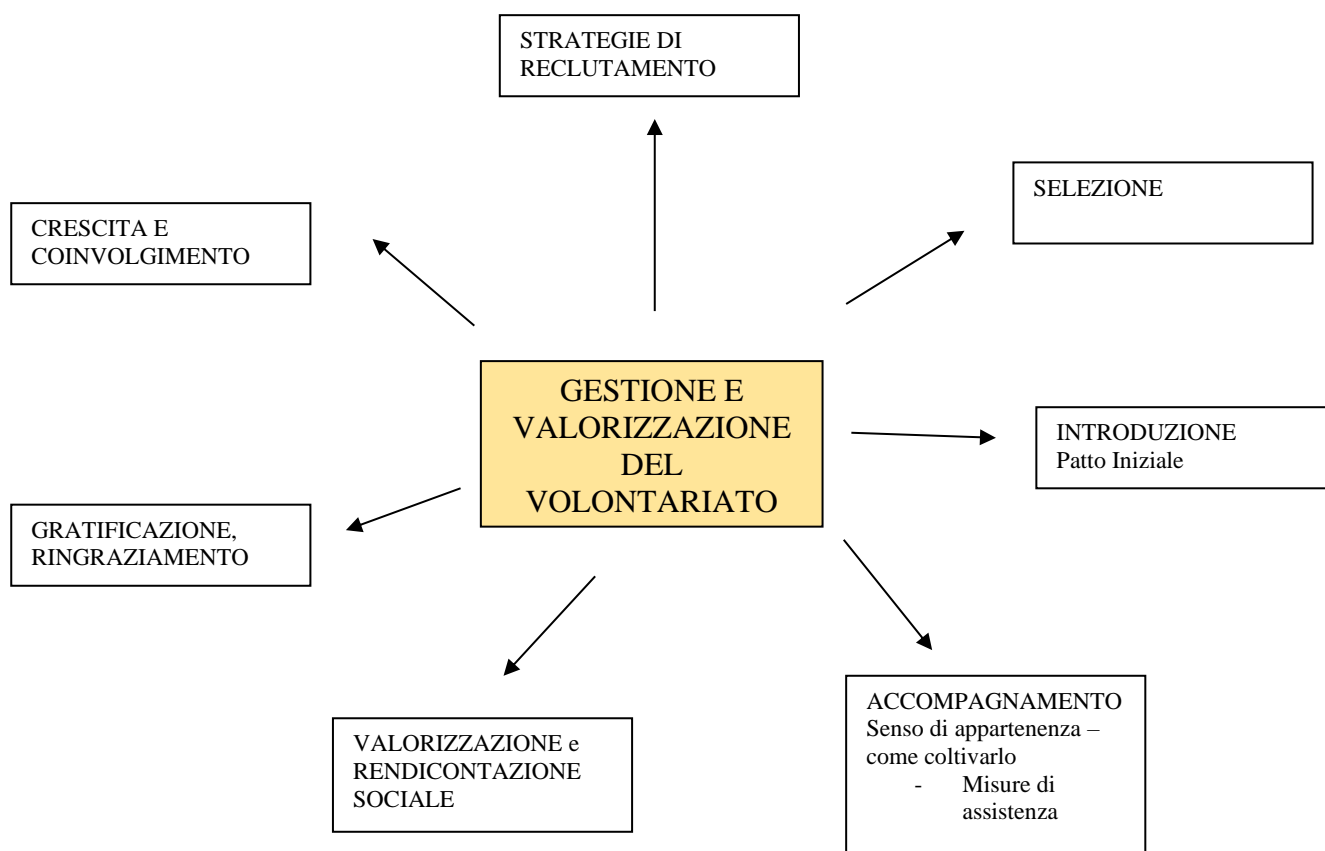 STRATEGIE DI
RECLUTAMENTO
SELEZIONE
CRESCITA E
COINVOLGIMENTO
GESTIONE E
VALORIZZAZIONE
DEL
VOLONTARIATO
INTRODUZIONE
Patto Iniziale
GRATIFICAZIONE,
RINGRAZIAMENTO
ACCOMPAGNAMENTO
Senso di appartenenza –
come coltivarlo
- Misure di
assistenza
VALORIZZAZIONE e
RENDICONTAZIONE
SOCIALE